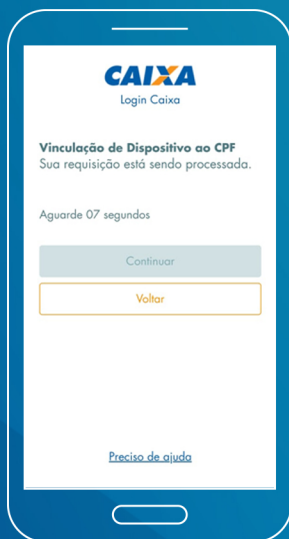 CAIXA
Login Caixa
Vinculação de Dispositivo ao CPF
Sua requisição está sendo processada.
Aguarde 07 segundos
Continuar
Voltar
Preciso de ajuda